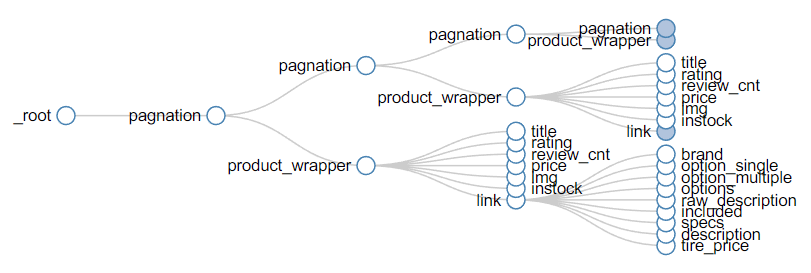 _root
pagnation
pagnation
product_wrapper
pagnation
product_wrapper
pagnation
product_wrapper
title
rating
review_cnt
price
Img
instock
link
title
rating
review_cnt
price
Img
instock
link
brand
option_single
option_multiple
options
raw_description
included
specs
description
tire_price